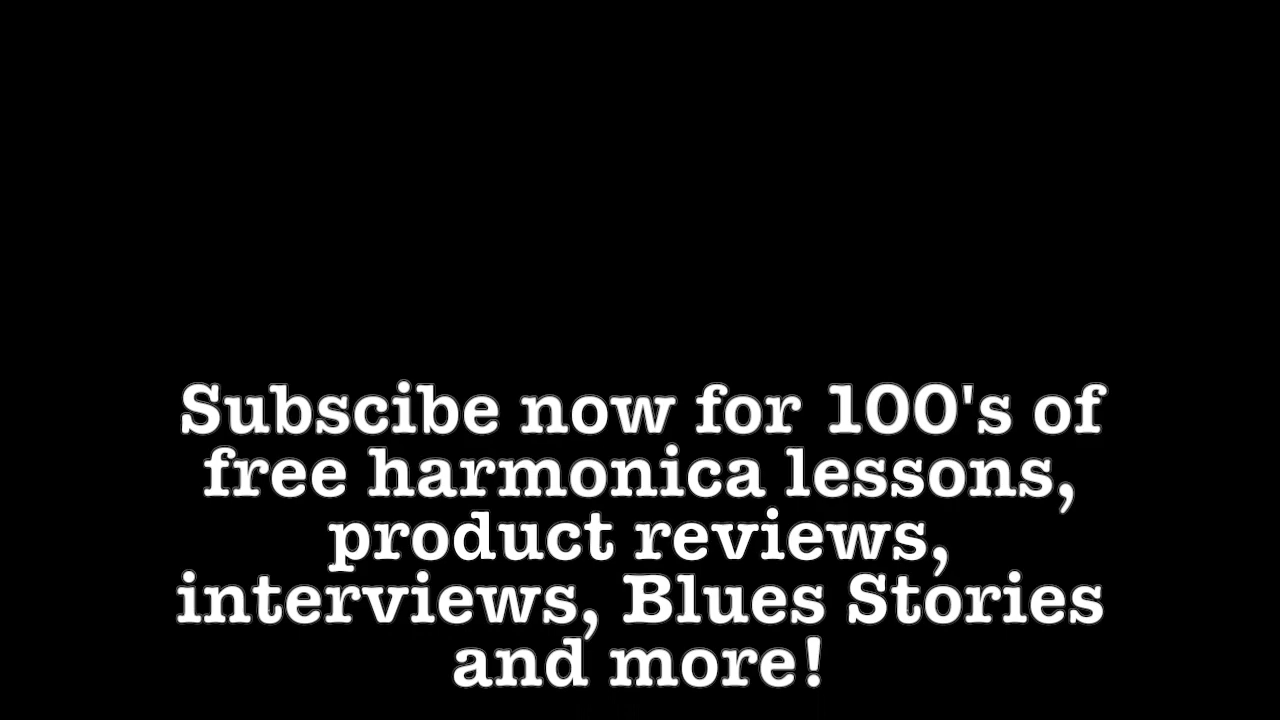 Subscibe now for 100's of
free harmonica lessons,
product reviews,
interviews, Blues Stories
and more!